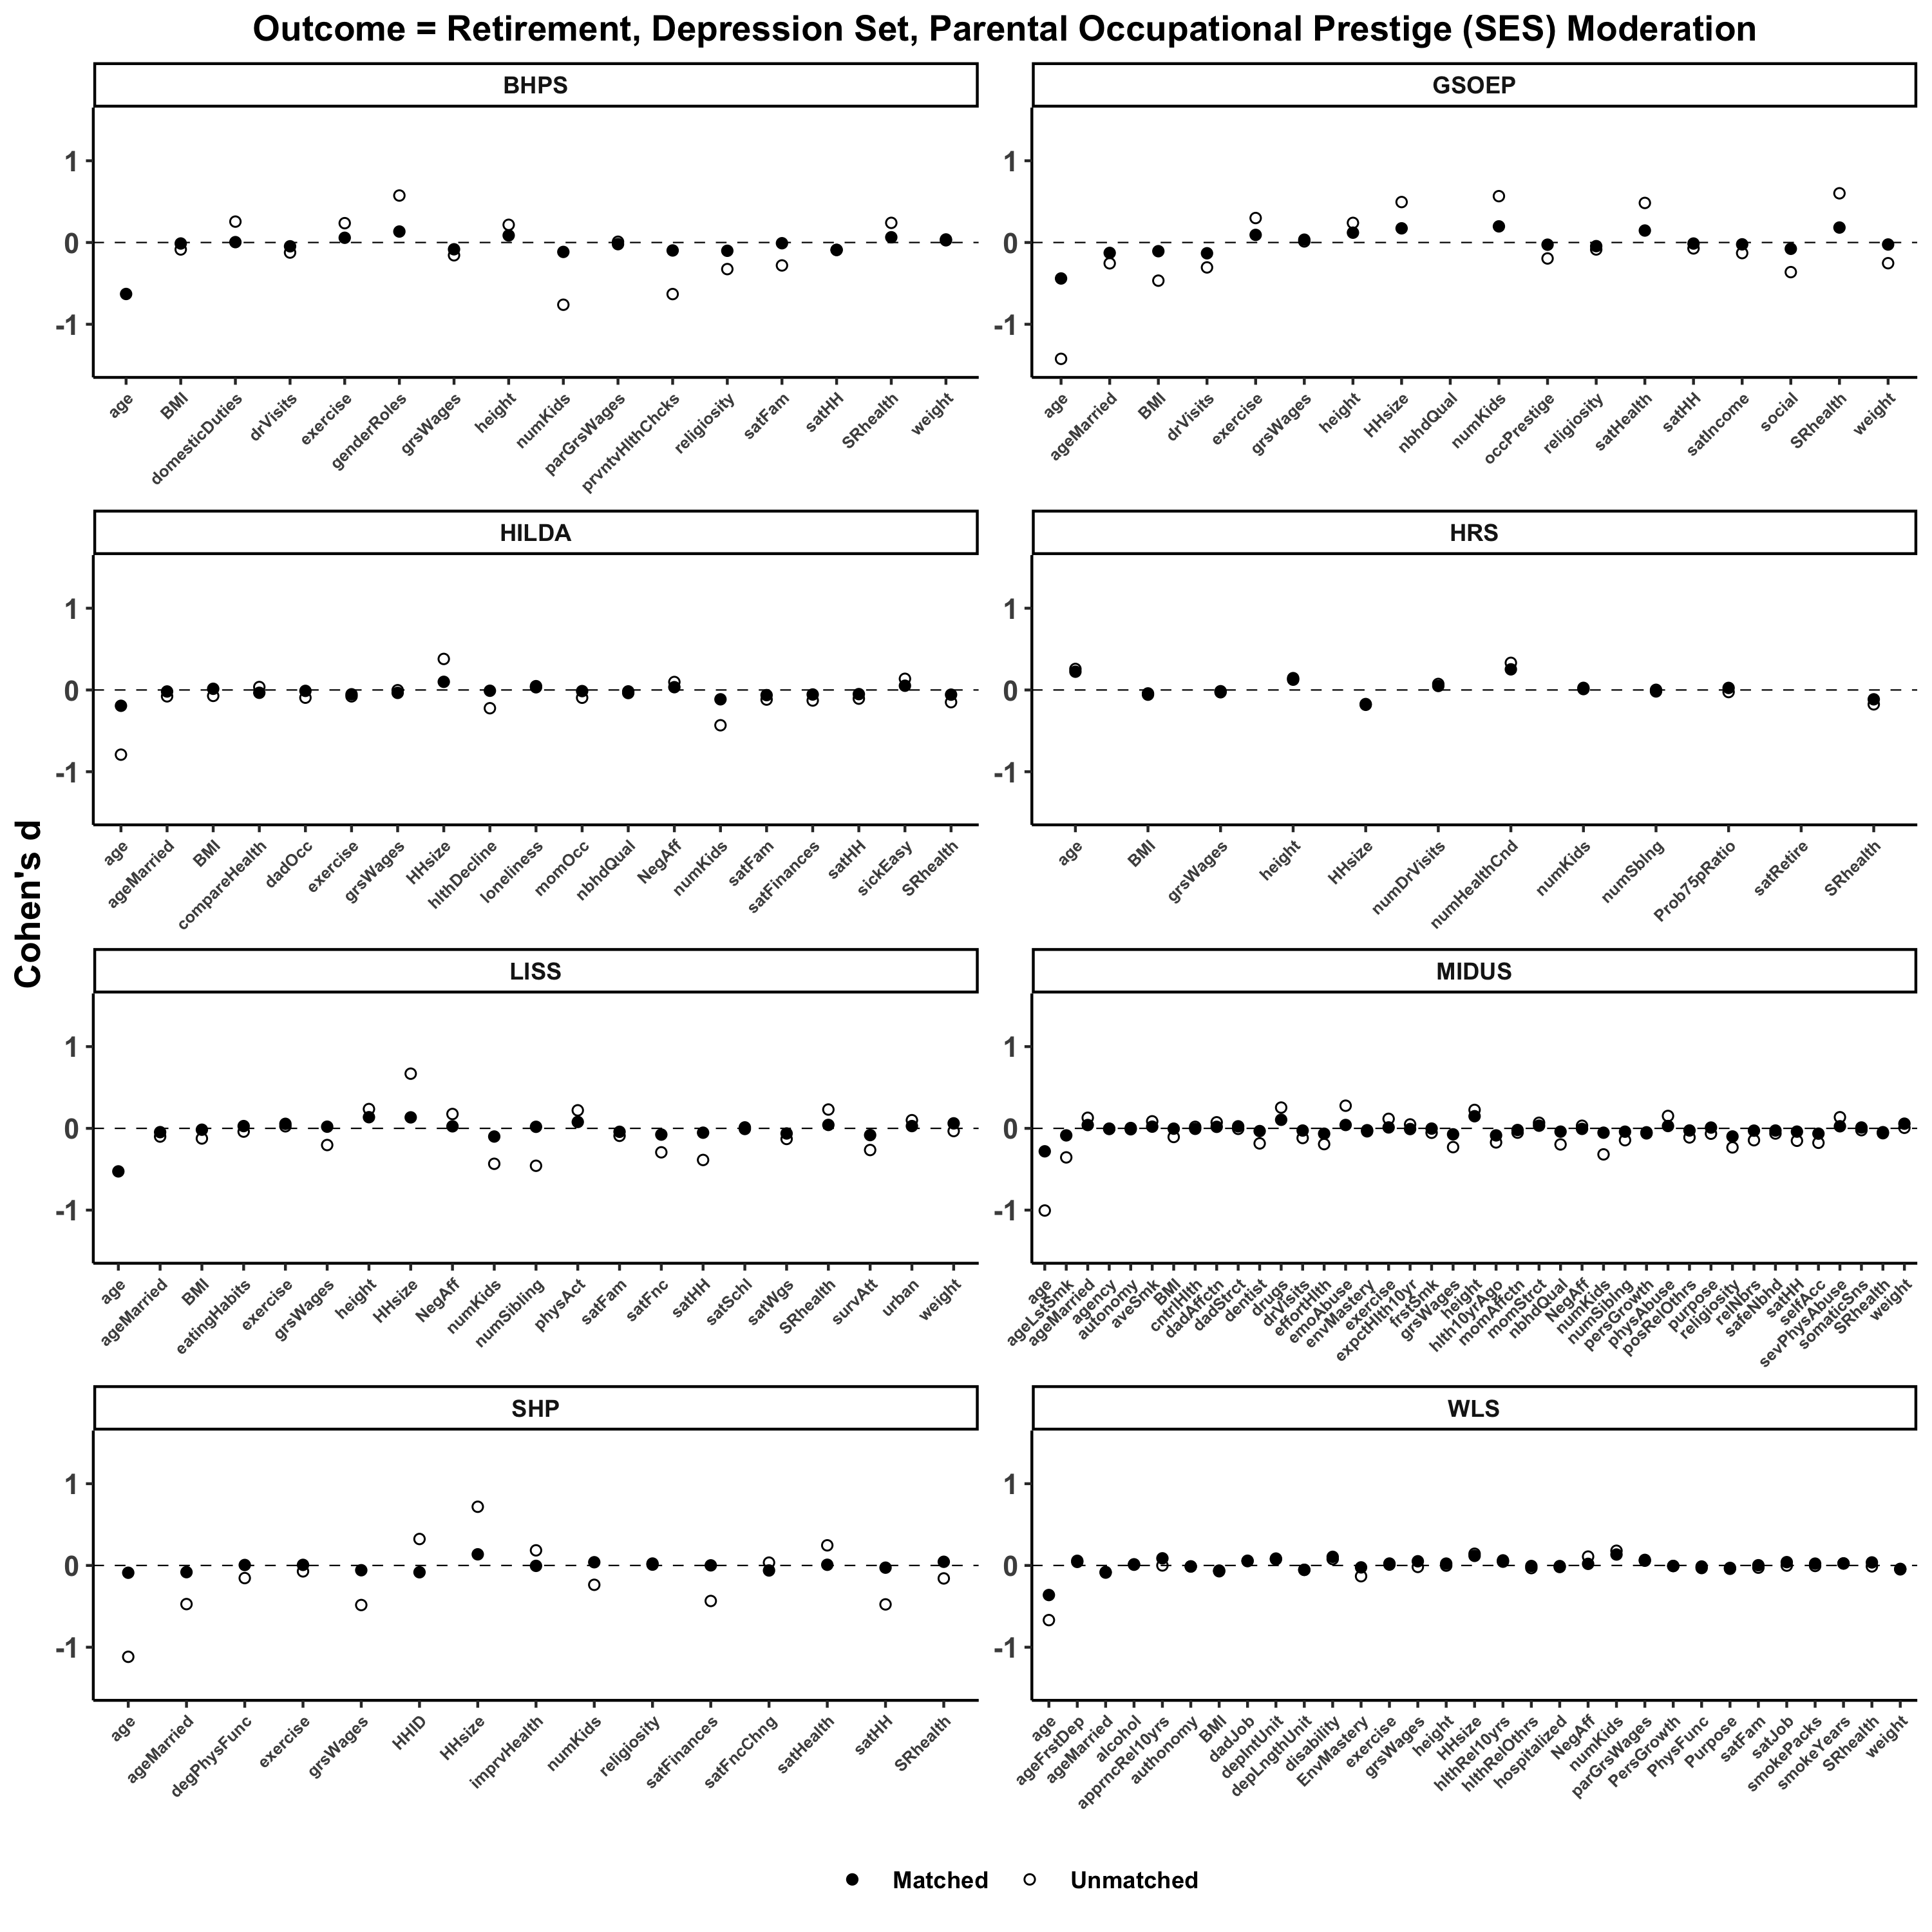 Outcome = Retirement, Depression Set, Parental Occupational Prestige (SES) Moderation
Cohen's d
BHPS
1
0
-1
age
BMI
domesticDuties
drVisits
exercise
genderRoles
grsWages
height
numKids
parGrsWages
prvntvHlthChcks
religiosity
satFam
satHH
SRhealth
weight
GSOEP
1
0
-1
age
ageMarried
BMI
drVisits
exercise
grsWages
height
HHsize
nbhdQual
numKids
occPrestige
religiosity
satHealth
satHH
satIncome
social
SRhealth
weight
HILDA
1
0
-1
age
ageMarried
BMI
compareHealth
dadOcc
exercise
grsWages
HHsize
hlthDecline
loneliness
momOcc
nbhdQual
NegAff
numKids
satFam
satFinances
satHH
sickEasy
SRhealth
HRS
1
0
-1
age
BMI
grsWages
height
HHsize
numDrVisits
numHealthCnd
numKids
numSbIng
Prob75pRatio
satRetire
SRhealth
LISS
1
0
-1
age
ageMarried
BMI
eatingHabits
exercise
grsWages
height
HHsize
NegAff
numKids
numSibling
physAct
satFam
satFnc
satHH
satSchl
satWgs
SRhealth
survAtt
urban
weight
MIDUS
1
0
-1
age
ageLstSmk
ageMarried
agency
autonomy
aveSmk
BMI
cntrlHlth
dadAffctn
dadStrct
dentist
drugs
drVisits
effortHlth
emoAbuse
envMastery
exercise
expctHlth10yr
frstSmk
grsWages
height
hlth10yrAgo
momAffctn
momStrct
nbhdQual
NegAff
numKids
numSiblng
persGrowth
physAbuse
posRelOthrs
purpose
religiosity
relNbrs
safeNbhd
satHH
selfAcc
sevPhysAbuse
somaticSns
SRhealth
weight
SHP
1
0
-1
age
ageMarried
degPhysFunc
exercise
grsWages
HHID
HHsize
imprvHealth
numKids
religiosity
satFinances
satFncChng
satHealth
satHH
SRhealth
WLS
1
0
-1
age
ageFrstDep
ageMarried
alcohol
apprncRel10yrs
authonomy
BMI
dadJob
depIntUnit
depLngthUnit
disability
EnvMastery
exercise
grsWages
height
HHsize
hlthRel10yrs
hlthRelOthrs
hospitalized
NegAff
numKids
parGrsWages
PersGrowth
PhysFunc
Purpose
satFam
satJob
smokePacks
smokeYears
SRhealth
weight
Matched
Unmatched